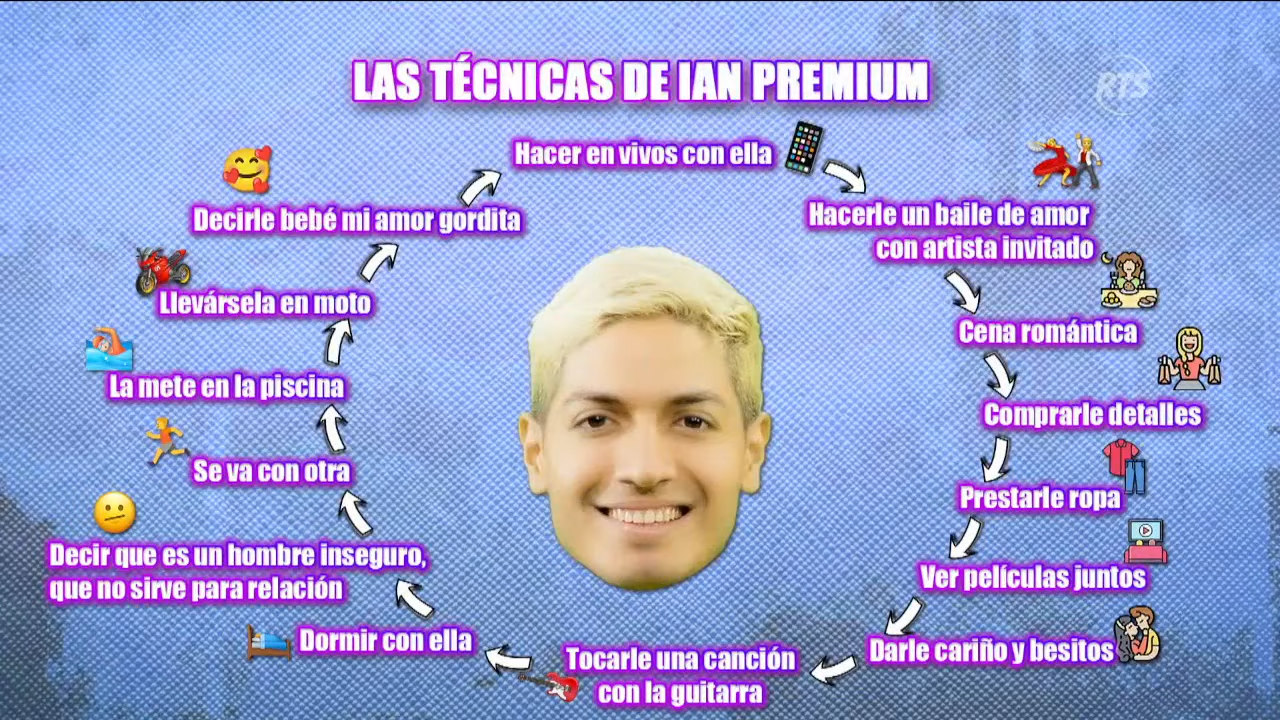 LAS TÉCNICAS DE IAN PREMIUM
RTS
Hacer en vivos con ella
Hacerle un baile de amor
con artista invitado
Cena romántica
Comprarle detalles
Prestarle ropa
Ver películas juntos
Darle cariño y besitos
Tocarle una canción
con la guitarra
Dormir con ella
Decir que es un hombre inseguro,
que no sirve para relación
Se va con otra
La mete en la piscina
Llevársela en moto
Decirle bebé mi amor gordita